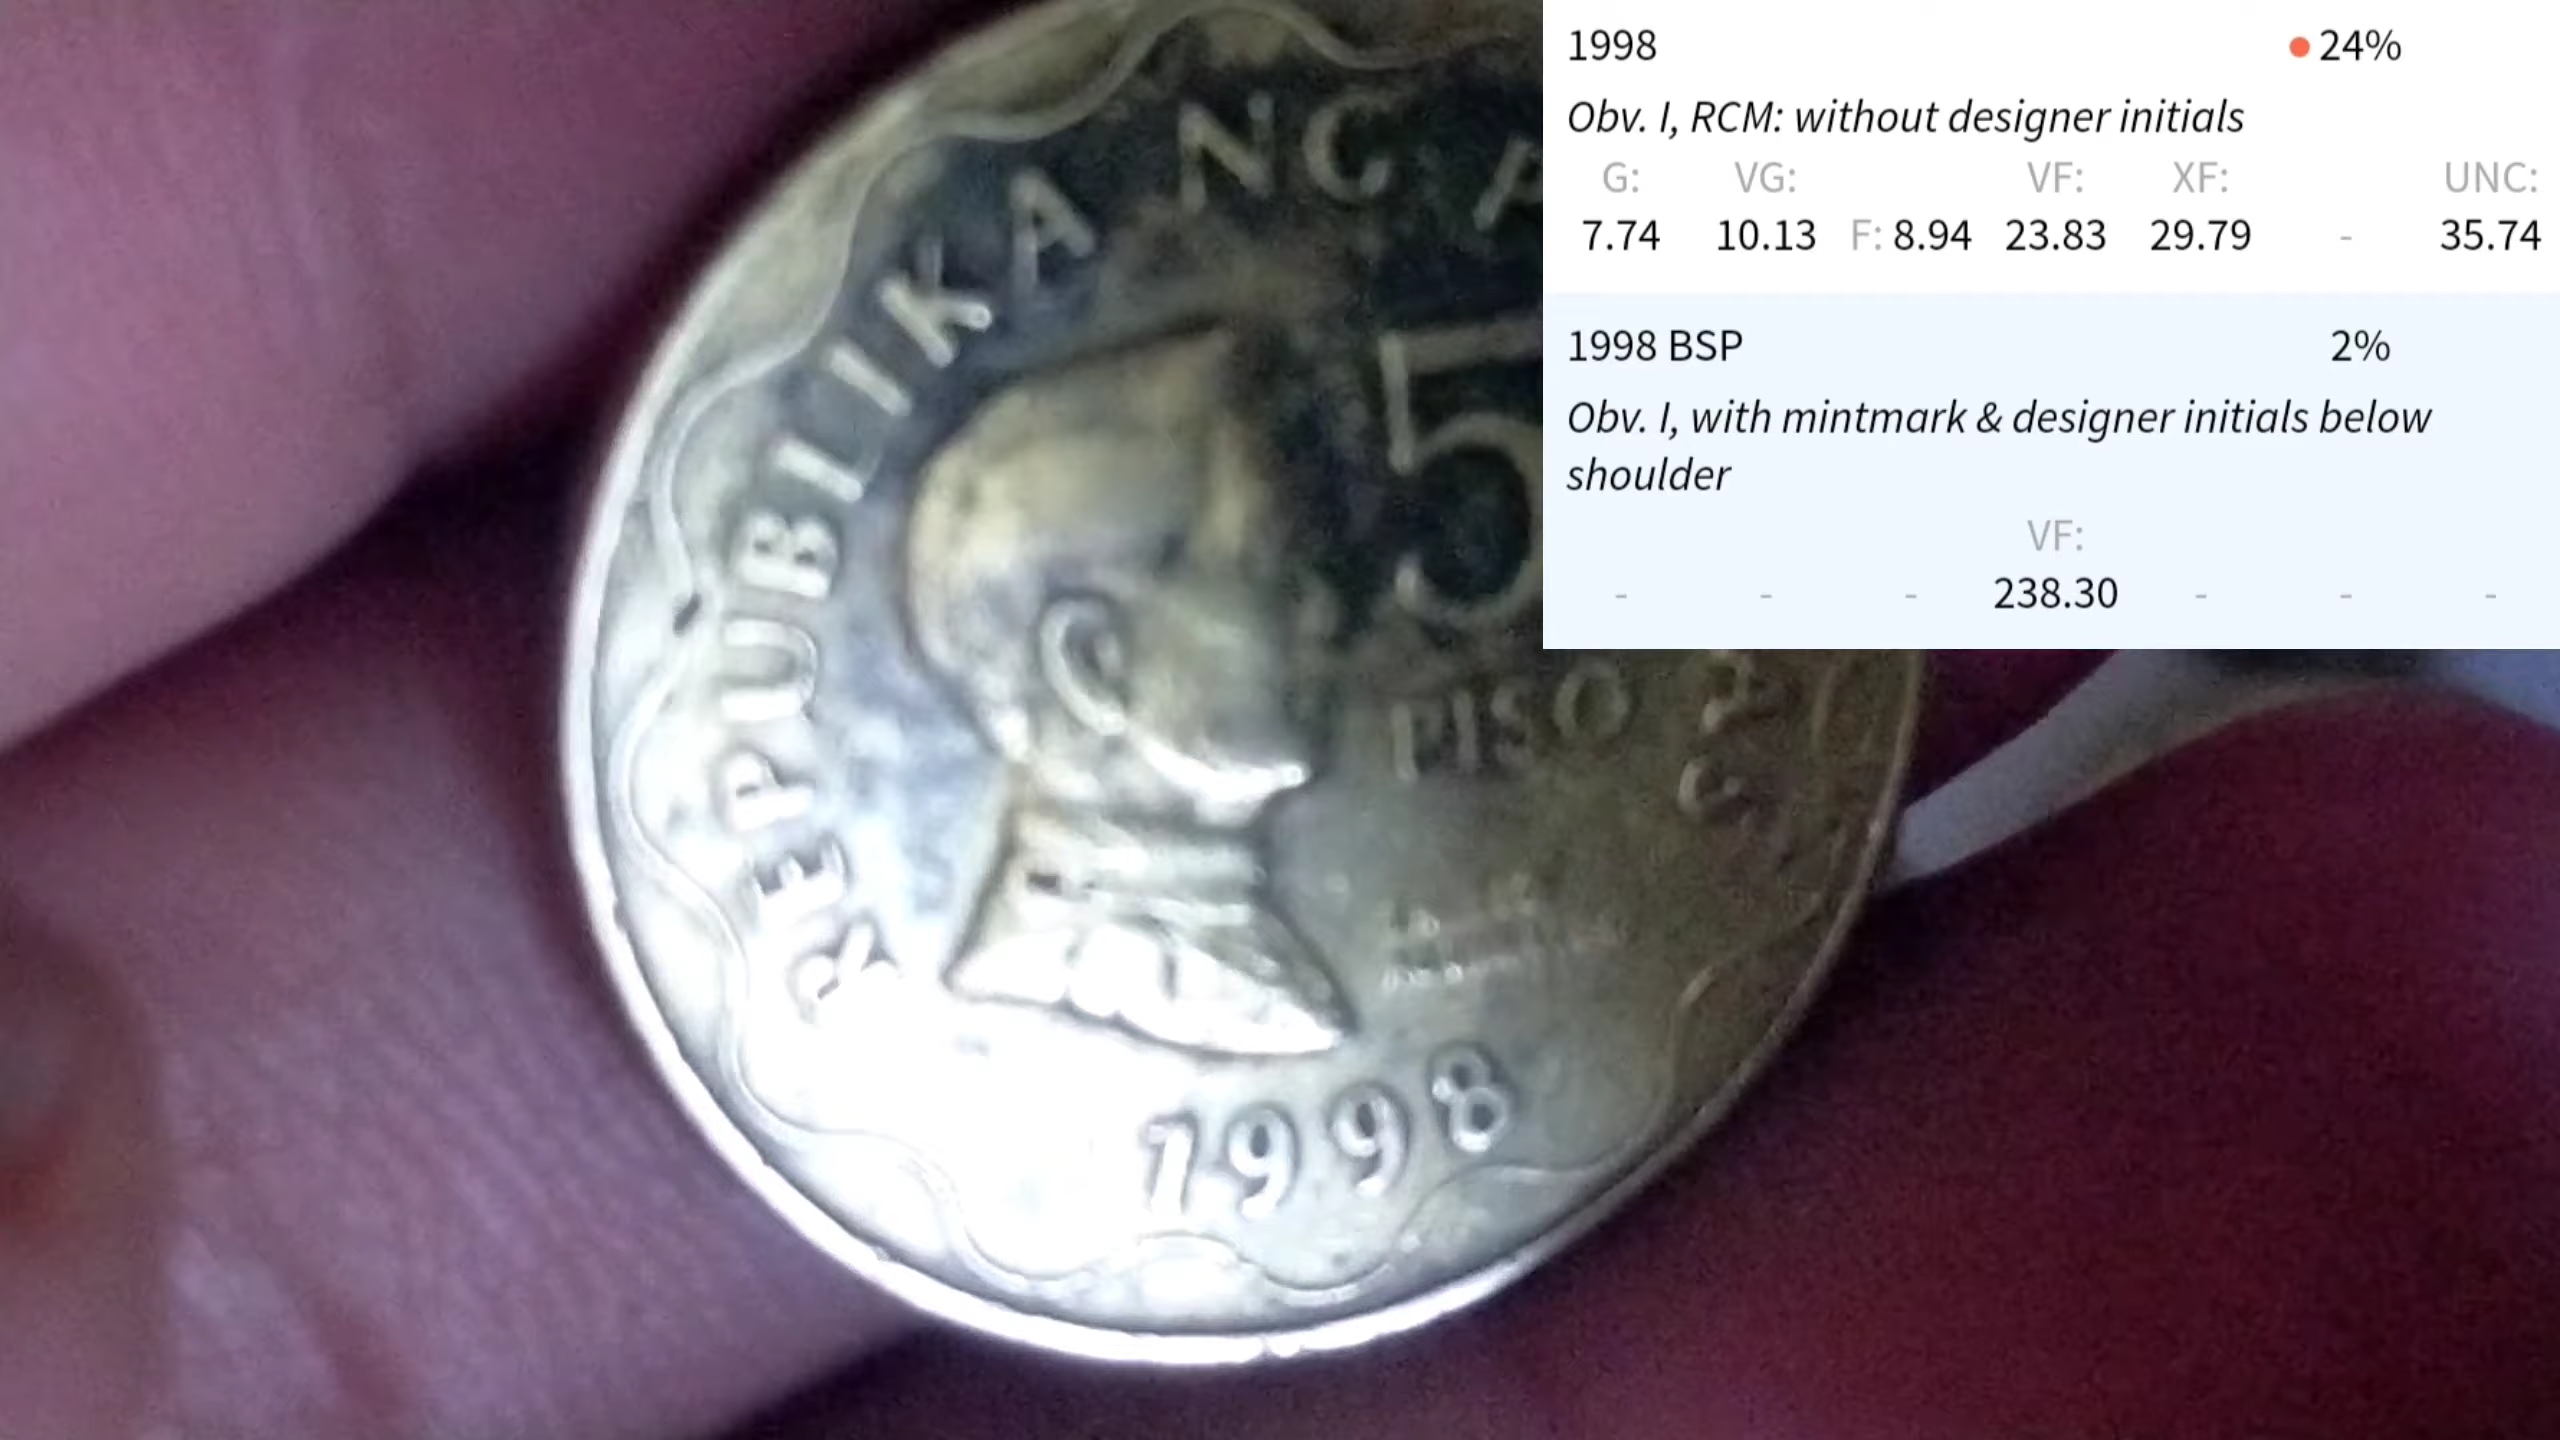 REPUBLIKA NG P
5
PISO
1998
1998
24%
Obv. I, RCM: without designer initials
G: VG: VF: XF: UNC:
7.74 10.13 F: 8.94 23.83 29.79 - 35.74
1998 BSP
2%
Obv. I, with mintmark & designer initials below
shoulder
VF:
- - - 238.30 - - -